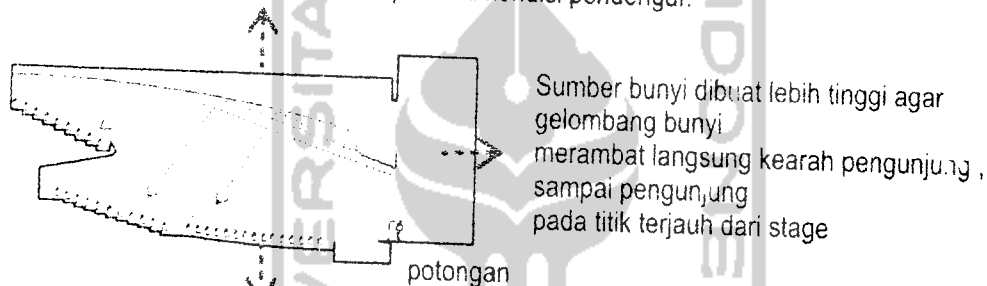 pendengar.
Sumber bunyi dibuat lebih tinggi agar
gelombang bunyi
merambat langsung kearah pengunjung ,
sampai pengunjung
pada titik terjauh dari stage
potongan